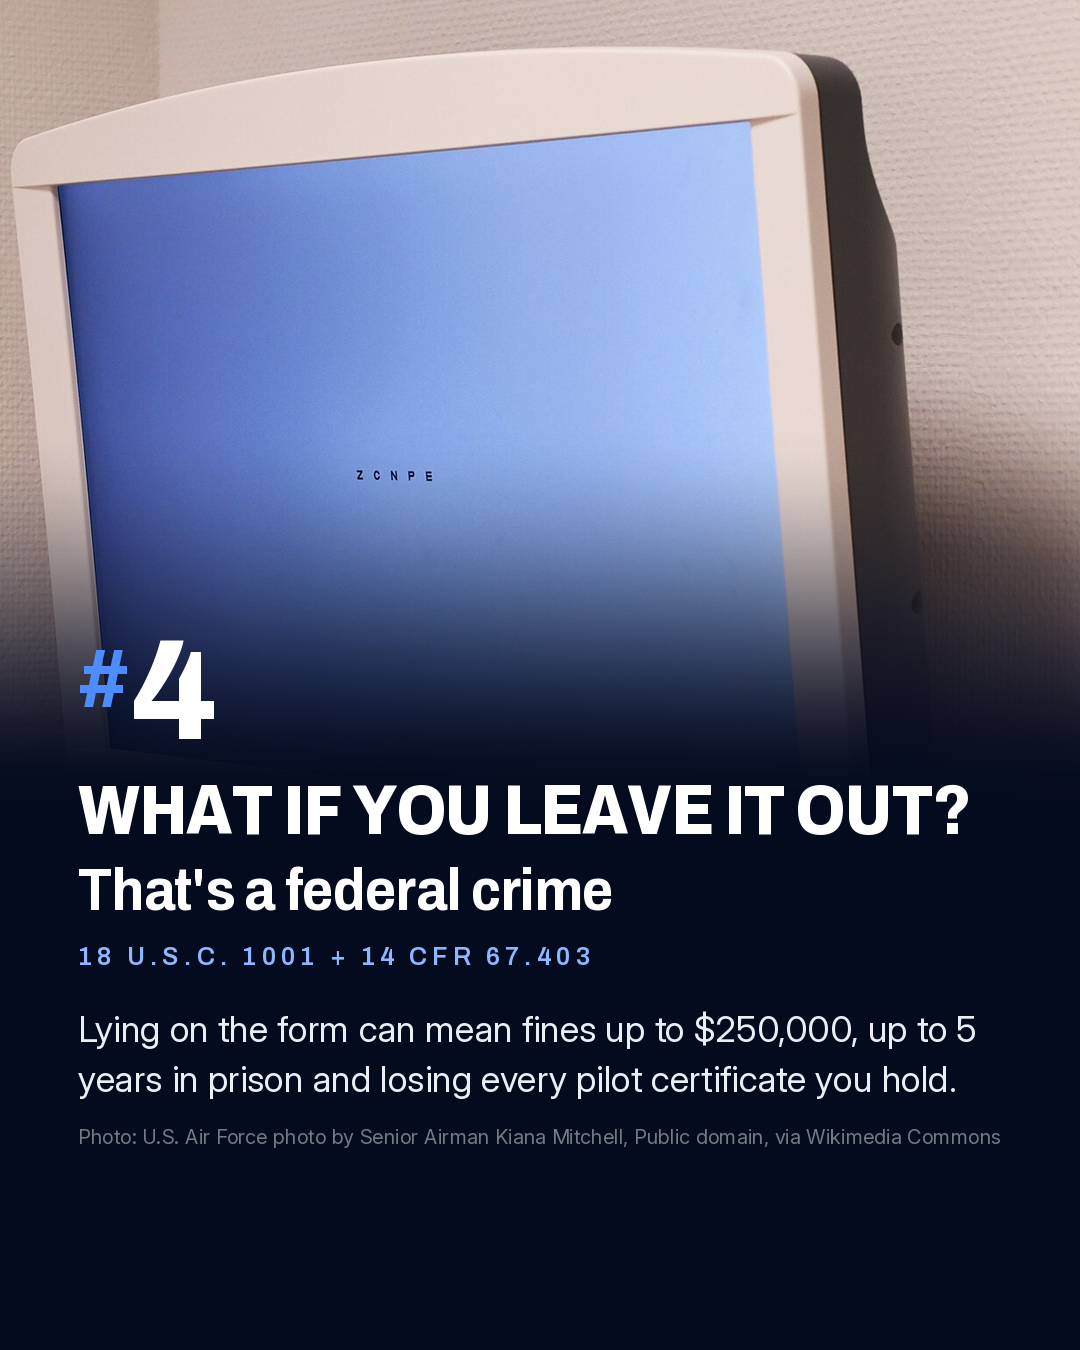 Z C N P E
#4
WHAT IF YOU LEAVE IT OUT?
That's a federal crime
18 U.S.C. 1001 + 14 CFR 67.403
Lying on the form can mean fines up to $250,000, up to 5
years in prison and losing every pilot certificate you hold.
Photo: U.S. Air Force photo by Senior Airman Kiana Mitchell, Public domain, via Wikimedia Commons